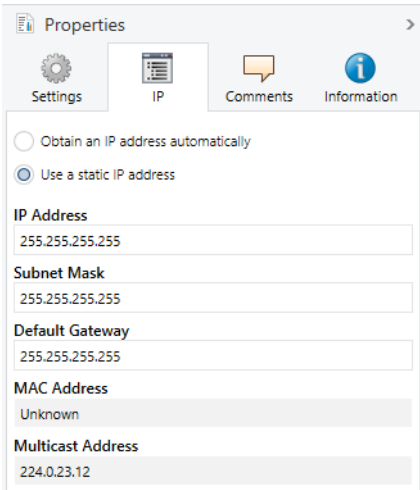 Properties
Settings IP Comments Information
Obtain an IP address automatically
Use a static IP address
IP Address
255.255.255.255
Subnet Mask
255.255.255.255
Default Gateway
255.255.255.255
MAC Address
Unknown
Multicast Address
224.0.23.12